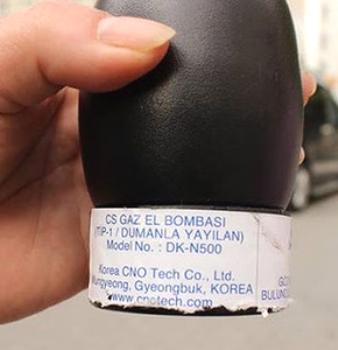 CS GAZ EL BOMBASI
(TİP-1 / DUMANLA YAYILAN)
Model No. : DK-N500
Korea CNO Tech Co., Ltd.
Mungyeong, Gyeongbuk, KOREA
www.cnotech.com